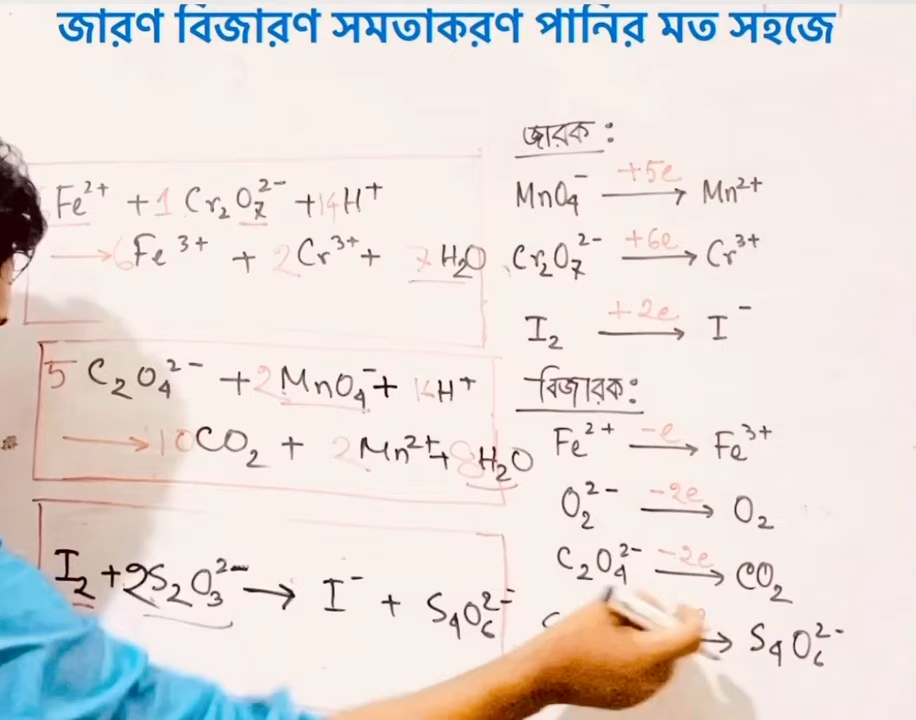 জারণ বিজারণ সমতাকরণ পানির মত সহজে
Fe²⁺ + 1 Cr₂O₇²⁻ + 14H⁺
→ 6Fe³⁺ + 2Cr³⁺ + 7H₂O
5 C₂O₄²⁻ + 2MnO₄⁻ + 16H⁺
→ 10CO₂ + 2Mn²⁺ + 8H₂O
I₂ + 2S₂O₃²⁻ → I⁻ + S₄O₆²⁻
জারক :
MnO₄⁻ +5e → Mn²⁺
Cr₂O₇²⁻ +6e → Cr³⁺
I₂ +2e → I⁻
বিজারক:
Fe²⁺ -e → Fe³⁺
O₂²⁻ -2e → O₂
C₂O₄²⁻ -2e → CO₂
→ S₄O₆²⁻